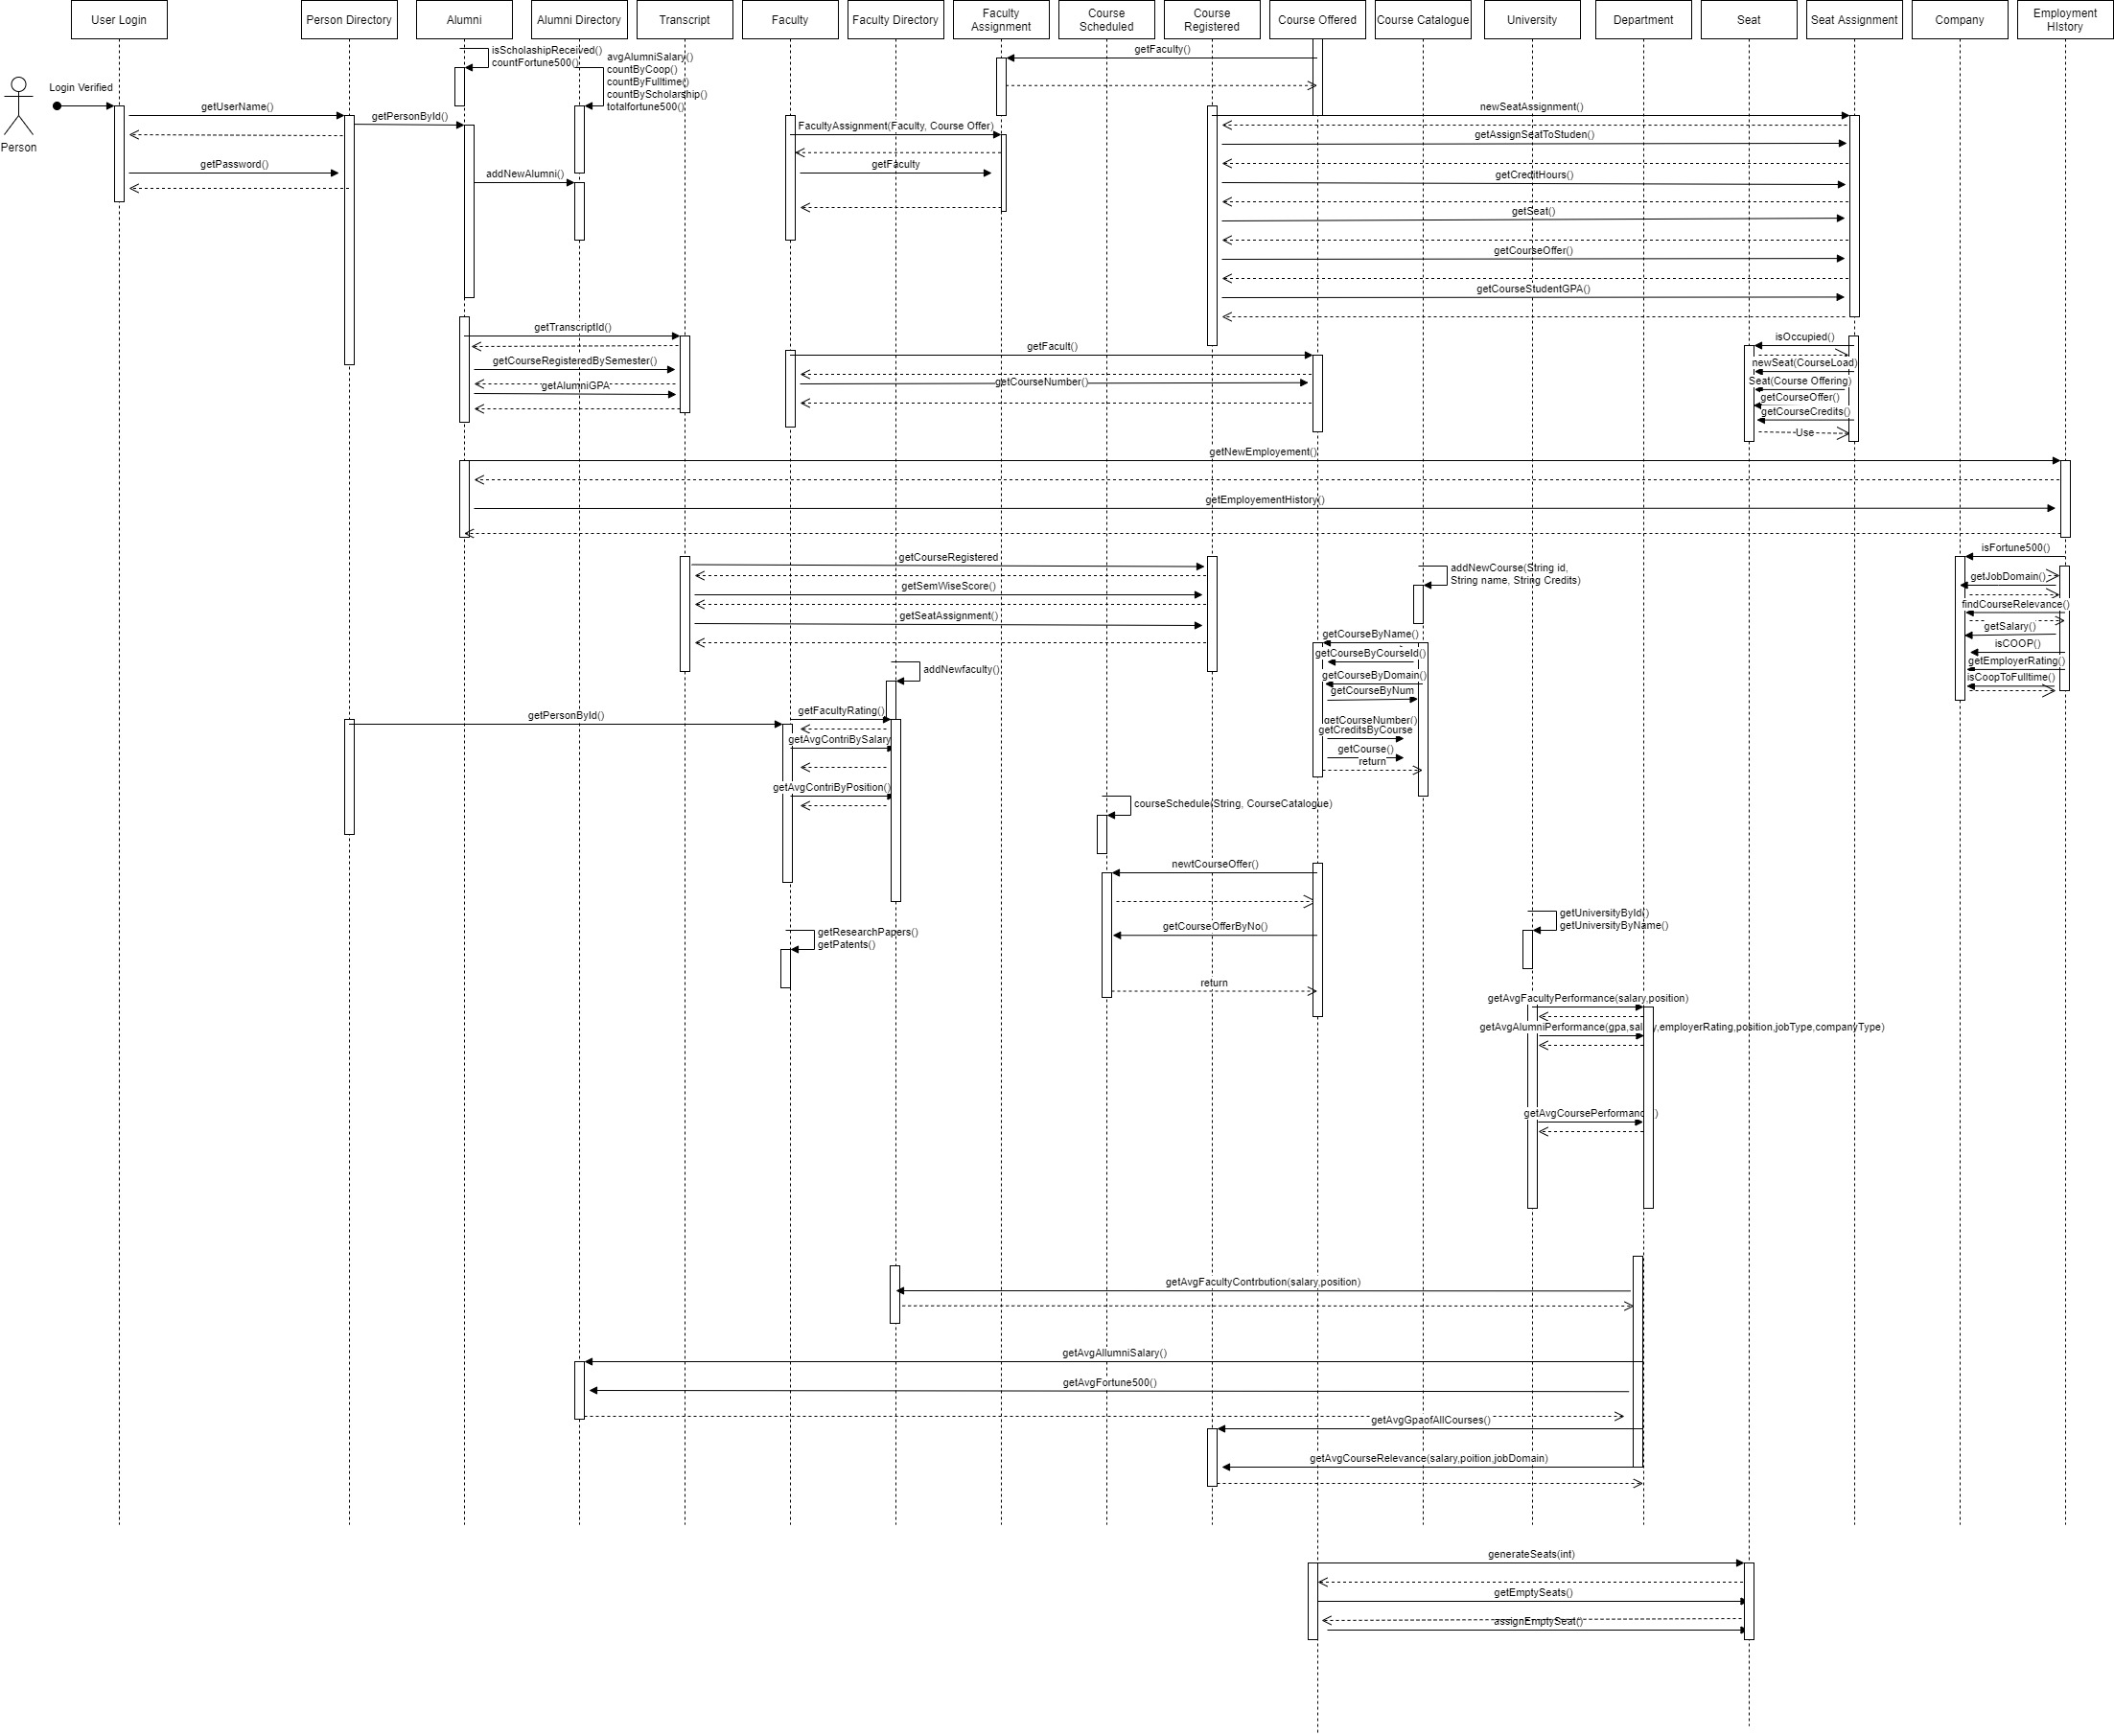 User Login
Person Directory
Alumni
Alumni Directory
Transcript
Faculty
Faculty Directory
Faculty
Assignment
Course
Scheduled
Course
Registered
Course Offered
Course Catalogue
University
Department
Seat
Seat Assignment
Company
Employment
HIstory
isScholashipReceived()
countFortune500()
avgAlumniSalary()
countByCoop()
countByFulltime()
countByScholarship()
totalfortune500()
getFaculty()
Login Verified
Person
getUserName()
getPersonById()
getPassword()
addNewAlumni()
FacultyAssignment(Faculty, Course Offer)
getFaculty
newSeatAssignment()
getAssignSeatToStuden()
getCreditHours()
getSeat()
getCourseOffer()
getCourseStudentGPA()
getTranscriptId()
getCourseRegisteredBySemester()
getAlumniGPA
getFacult()
getCourseNumber()
isOccupied()
newSeat(CourseLoad)
Seat(Course Offering)
getCourseOffer()
getCourseCredits()
Use
getNewEmployement()
getEmployementHistory()
getCourseRegistered
getSemWiseScore()
getSeatAssignment()
addNewCourse(String id,
String name, String Credits)
isFortune500()
getJobDomain()
findCourseRelevance()
getSalary()
isCOOP()
getEmployerRating()
isCoopToFulltime()
getCourseByName()
getCourseByCourseId()
getCourseByDomain()
getCourseByNum
getCourseNumber()
getCreditsByCourse
getCourse()
return
addNewfaculty()
getPersonById()
getFacultyRating()
getAvgContriBySalary
getAvgContriByPosition()
courseSchedule(String, CourseCatalogue)
newtCourseOffer()
getCourseOfferByNo()
return
getResearchPapers()
getPatents()
getUniversityById()
getUniversityByName()
getAvgFacultyPerformance(salary,position)
getAvgAlumniPerformance(gpa,salary,employerRating,position,jobType,companyType)
getAvgCoursePerformance()
getAvgFacultyContrbution(salary,position)
getAvgAllumniSalary()
getAvgFortune500()
getAvgGpaofAllCourses()
getAvgCourseRelevance(salary,poition,jobDomain)
generateSeats(int)
getEmptySeats()
assignEmptySeat()